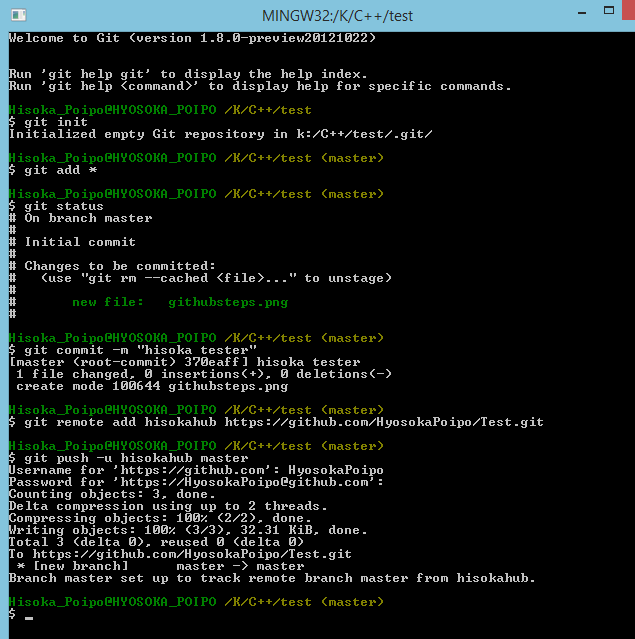 MINGW32:/K/C++/test
Welcome to Git (version 1.8.0-preview20121022)
Run 'git help git' to display the help index.
Run 'git help <command>' to display help for specific commands.
Hisoka_Poipo@HYOSOKA_POIPO /K/C++/test
$ git init
Initialized empty Git repository in k:/C++/test/.git/
Hisoka_Poipo@HYOSOKA_POIPO /K/C++/test (master)
$ git add *
Hisoka_Poipo@HYOSOKA_POIPO /K/C++/test (master)
$ git status
# On branch master
#
# Initial commit
#
# Changes to be committed:
#   (use "git rm --cached <file>..." to unstage)
#
#       new file:   githubsteps.png
#
Hisoka_Poipo@HYOSOKA_POIPO /K/C++/test (master)
$ git commit -m "hisoka tester"
[master (root-commit) 370eaff] hisoka tester
 1 file changed, 0 insertions(+), 0 deletions(-)
 create mode 100644 githubsteps.png
Hisoka_Poipo@HYOSOKA_POIPO /K/C++/test (master)
$ git remote add hisokahub https://github.com/HyosokaPoipo/Test.git
Hisoka_Poipo@HYOSOKA_POIPO /K/C++/test (master)
$ git push -u hisokahub master
Username for 'https://github.com': HyosokaPoipo
Password for 'https://HyosokaPoipo@github.com':
Counting objects: 3, done.
Delta compression using up to 2 threads.
Compressing objects: 100% (2/2), done.
Writing objects: 100% (3/3), 32.31 KiB, done.
Total 3 (delta 0), reused 0 (delta 0)
To https://github.com/HyosokaPoipo/Test.git
 * [new branch]      master -> master
Branch master set up to track remote branch master from hisokahub.
Hisoka_Poipo@HYOSOKA_POIPO /K/C++/test (master)
$ _